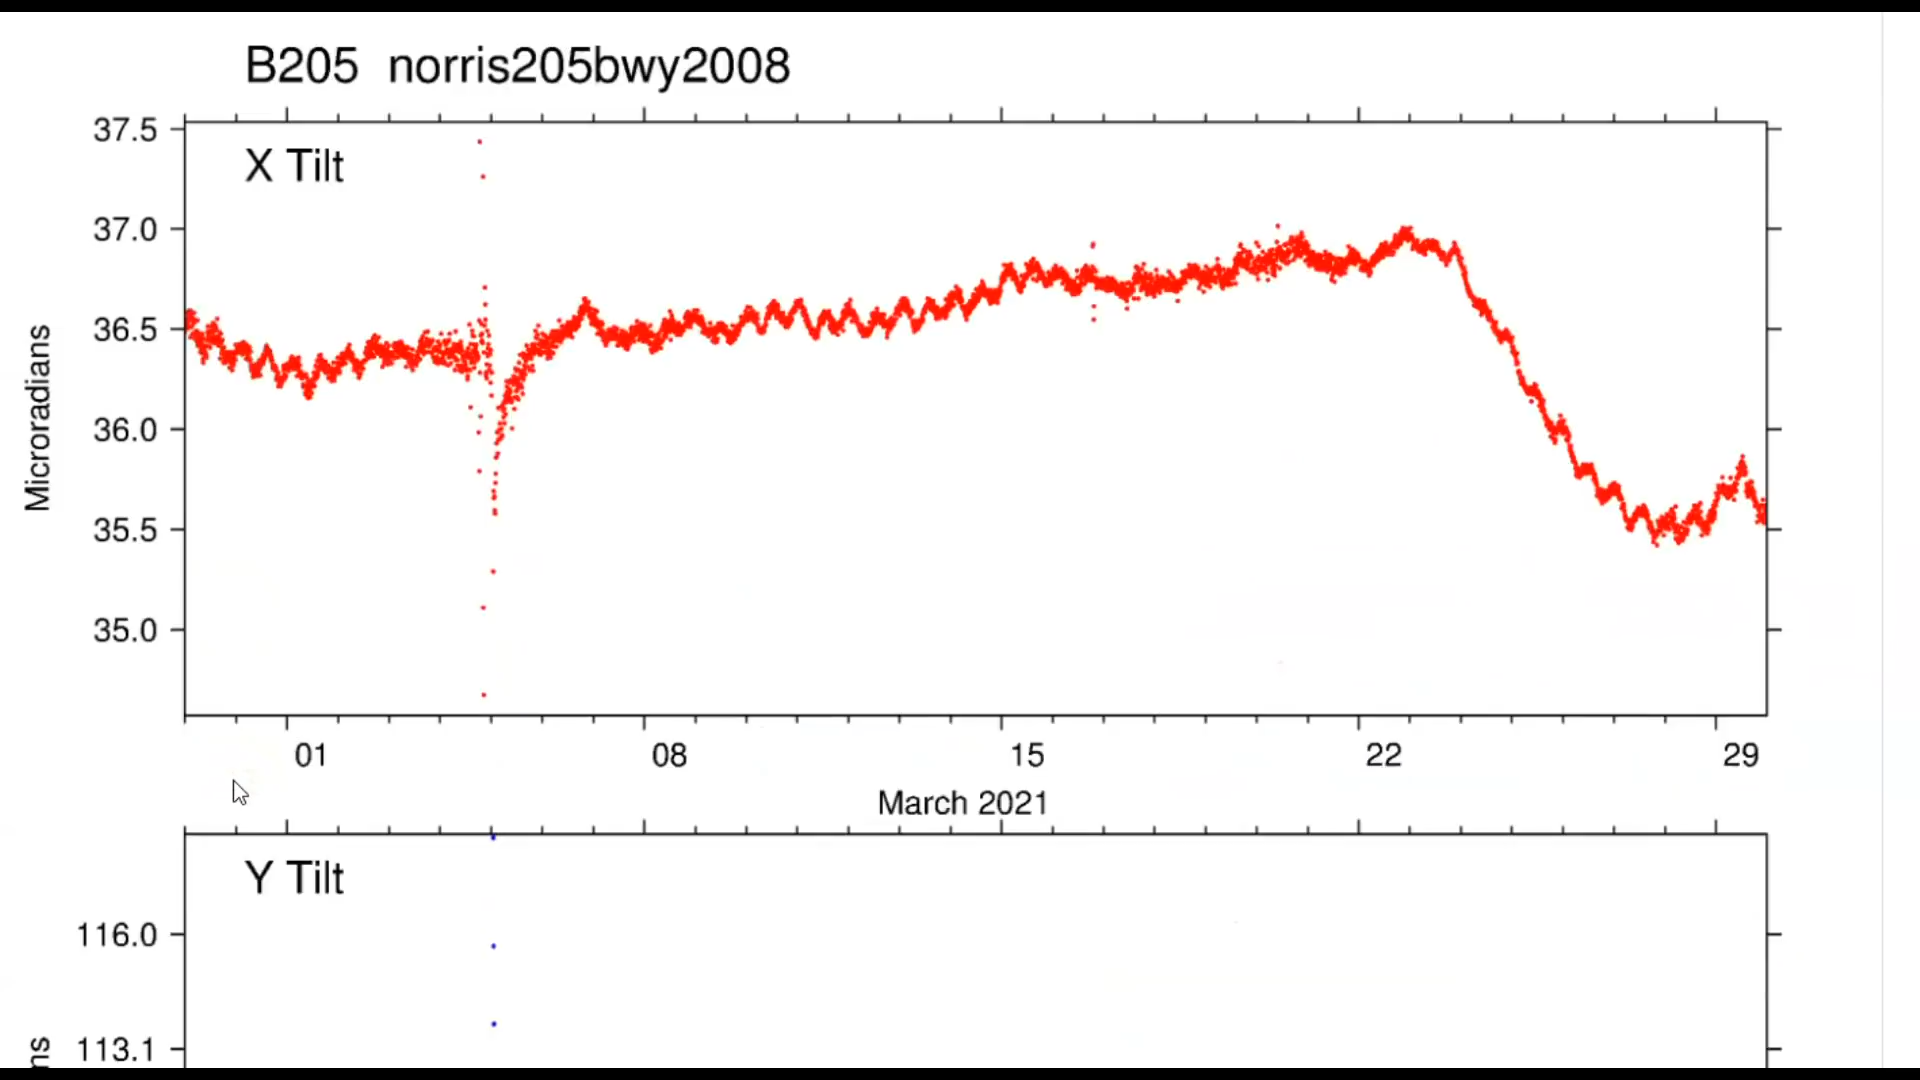 B205 norris205bwy2008
37.5
X Tilt
37.0
36.5
36.0
35.5
35.0
Microradians
01 08 15 22 29
March 2021
Y Tilt
116.0
113.1
ns